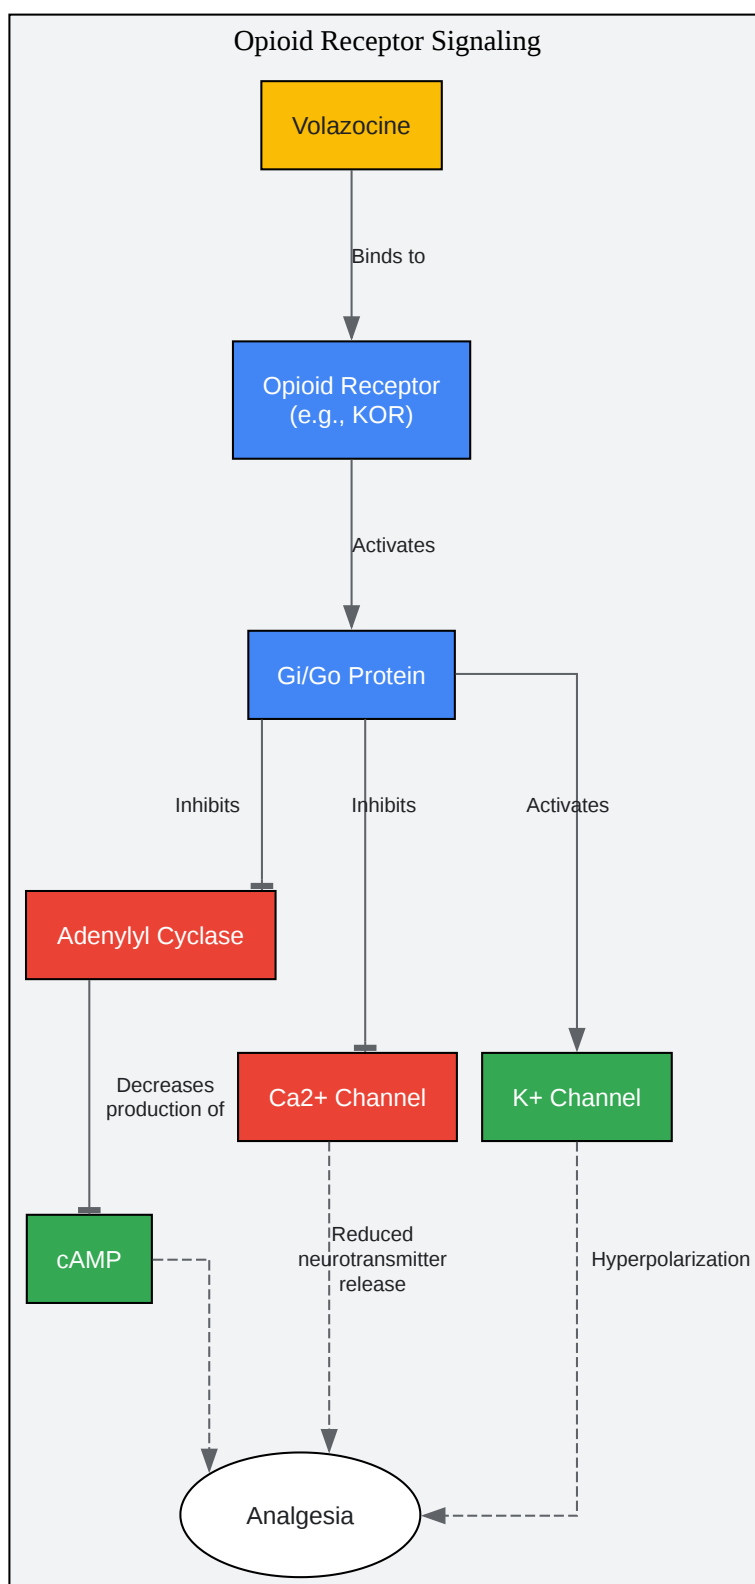 Opioid Receptor Signaling
Volazocine
Binds to
Opioid Receptor
(e.g., KOR)
Activates
Gi/Go Protein
Inhibits
Inhibits
Activates
Adenylyl Cyclase
Decreases
production of
Ca2+ Channel
K+ Channel
cAMP
Reduced
neurotransmitter
release
Hyperpolarization
Analgesia